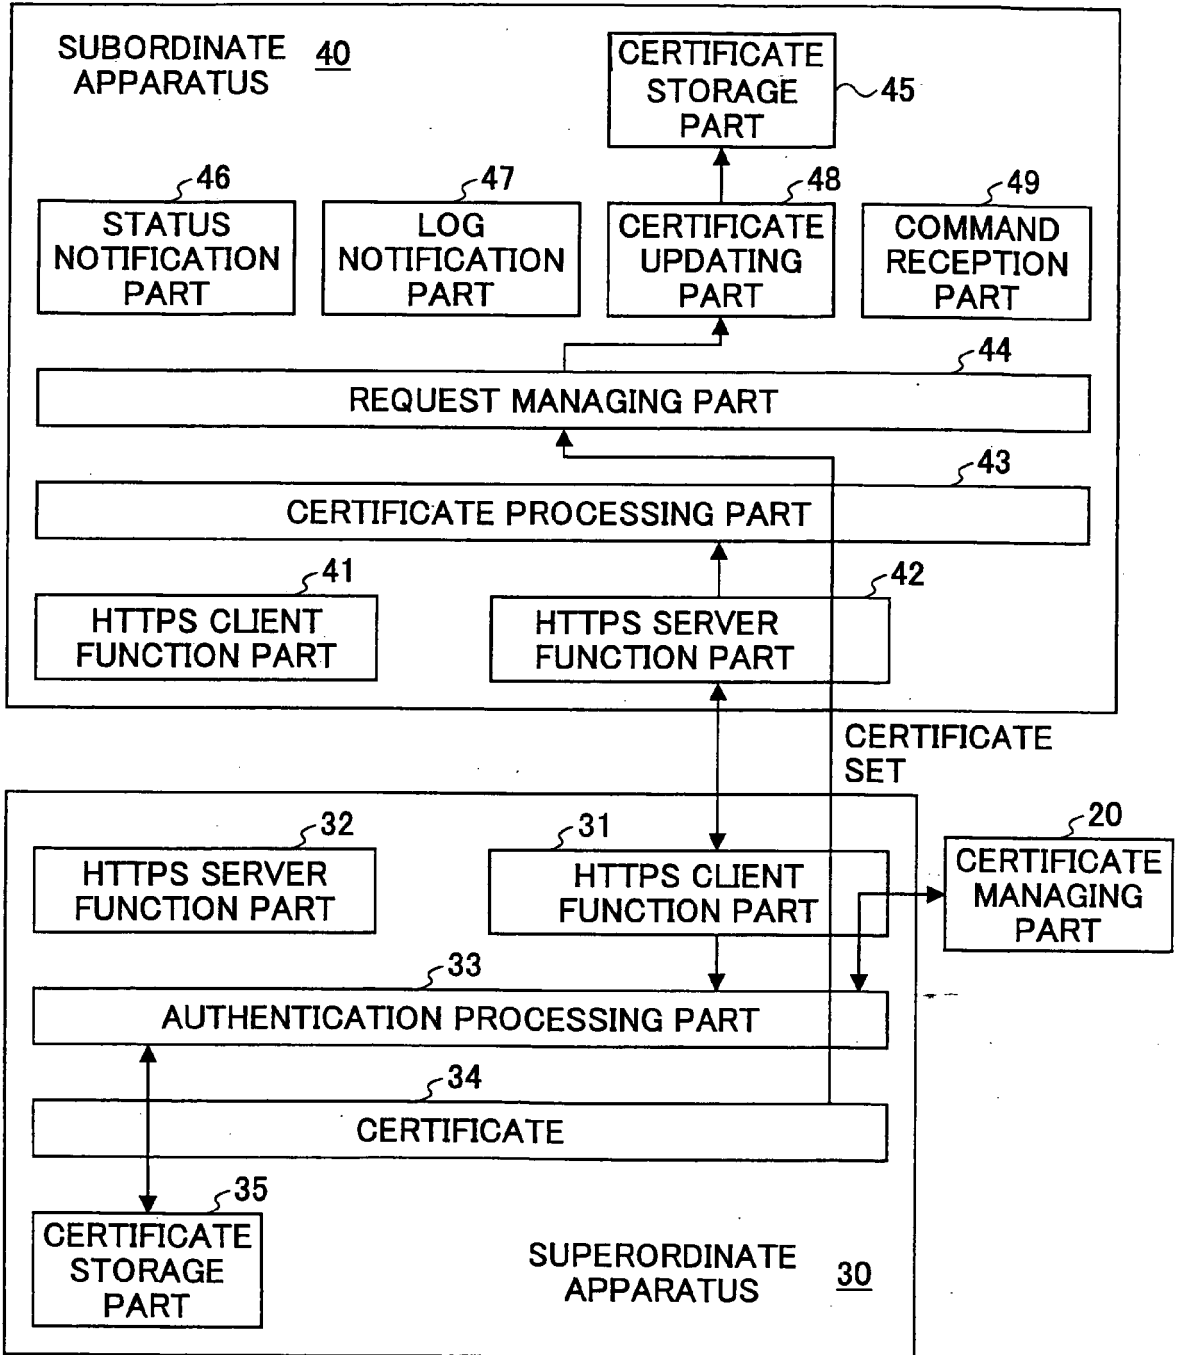 SUBORDINATE
APPARATUS
40
CERTIFICATE
STORAGE
PART
45
46
STATUS
NOTIFICATION
PART
47
LOG
NOTIFICATION
PART
48
CERTIFICATE
UPDATING
PART
49
COMMAND
RECEPTION
PART
44
REQUEST MANAGING PART
43
CERTIFICATE PROCESSING PART
41
HTTPS CLIENT
FUNCTION PART
42
HTTPS SERVER
FUNCTION PART
CERTIFICATE
SET
32
HTTPS SERVER
FUNCTION PART
31
HTTPS CLIENT
FUNCTION PART
20
CERTIFICATE
MANAGING
PART
33
AUTHENTICATION PROCESSING PART
34
CERTIFICATE
35
CERTIFICATE
STORAGE
PART
SUPERORDINATE
APPARATUS
30